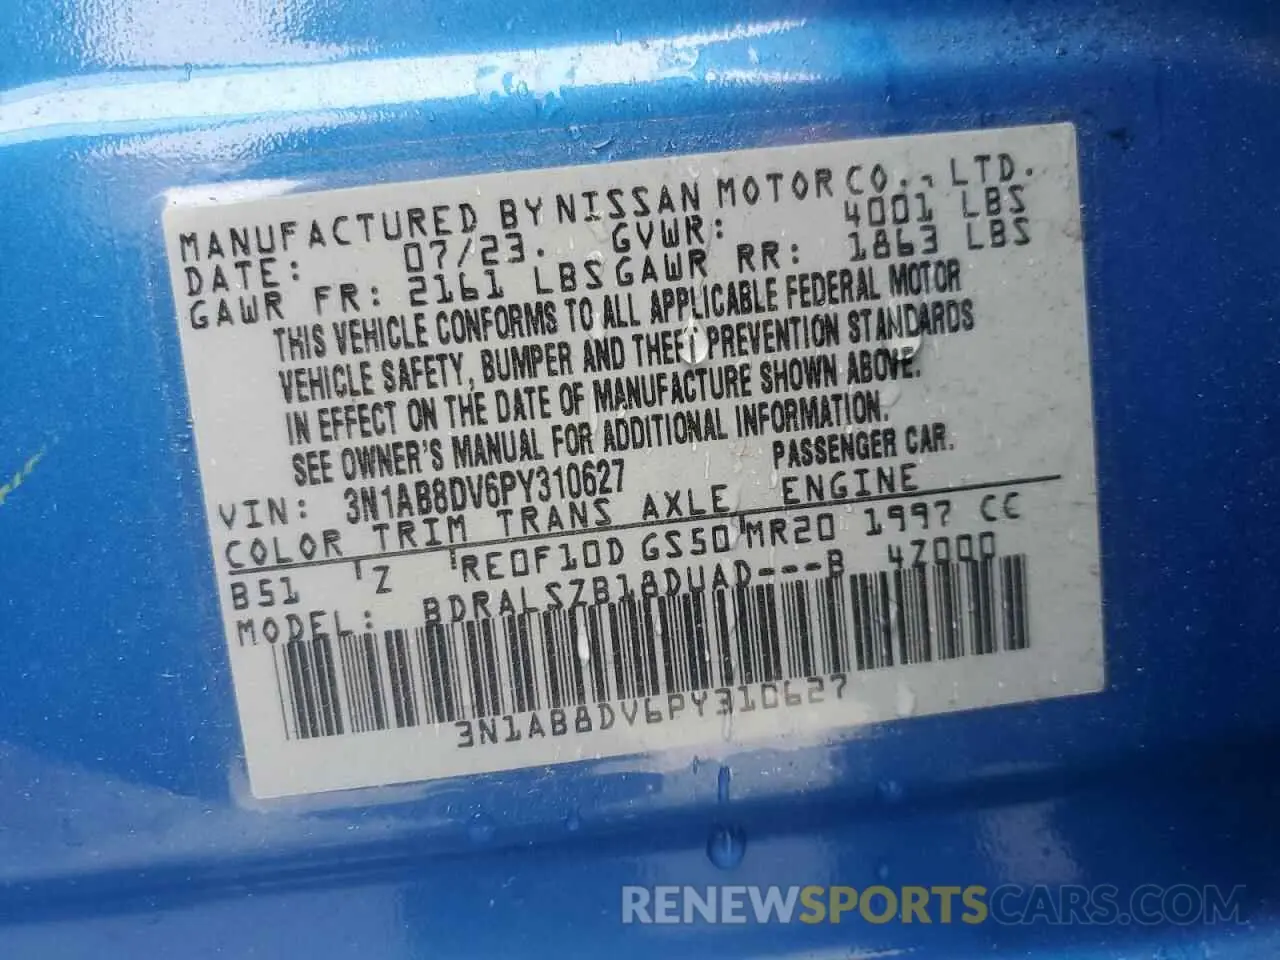 MANUFACTURED BY NISSAN MOTOR CO., LTD.
DATE: 07/23. GVWR: 4001 LBS
GAWR FR: 2161 LBS GAWR RR: 1863 LBS
THIS VEHICLE CONFORMS TO ALL APPLICABLE FEDERAL MOTOR
VEHICLE SAFETY, BUMPER AND THEFT PREVENTION STANDARDS
IN EFFECT ON THE DATE OF MANUFACTURE SHOWN ABOVE.
SEE OWNER'S MANUAL FOR ADDITIONAL INFORMATION.
VIN: 3N1AB8DV6PY310627 PASSENGER CAR.
COLOR TRIM TRANS AXLE ENGINE
B51 Z RE0F10D GS50 MR20 1997 CC
MODEL: BDRALSZB18DUAD---B 4Z000
3N1AB8DV6PY310627
RENEWSPORTSCARS.COM